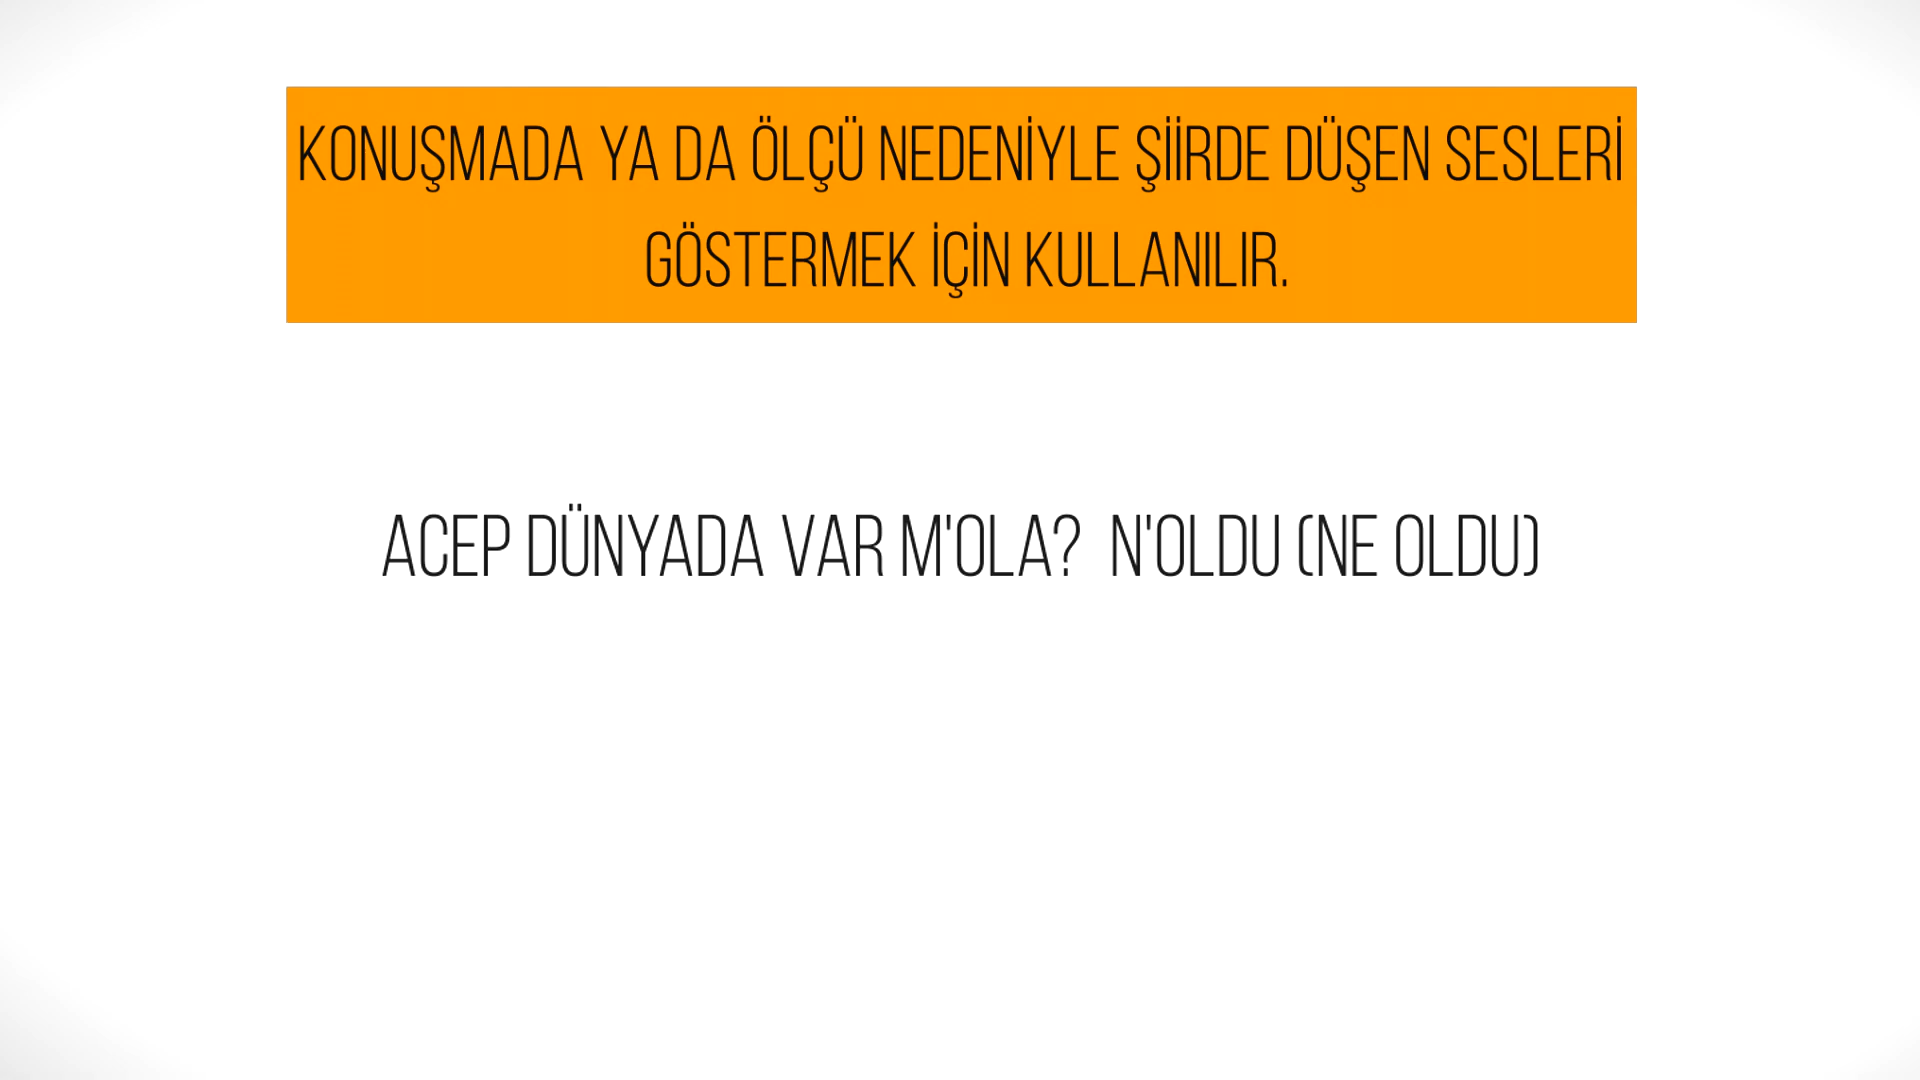 KONUŞMADA YA DA ÖLÇÜ NEDENİYLE ŞİİRDE DÜŞEN SESLERİ
GÖSTERMEK İÇİN KULLANILIR.
ACEP DÜNYADA VAR M'OLA? N'OLDU (NE OLDU)